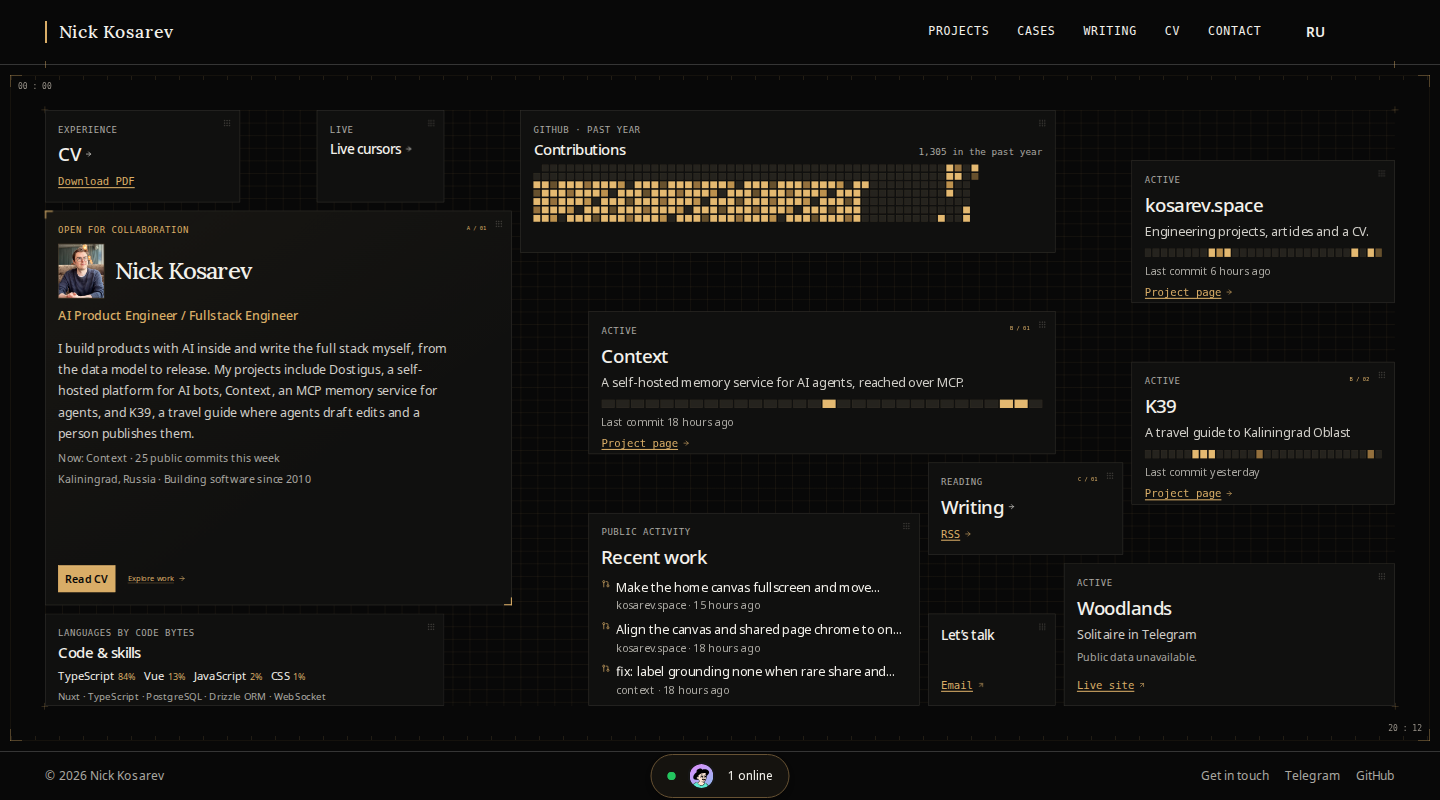 Nick Kosarev
PROJECTS CASES WRITING CV CONTACT RU
00 : 00
EXPERIENCE
CV →
Download PDF
LIVE
Live cursors →
GITHUB · PAST YEAR
Contributions
1,305 in the past year
ACTIVE
kosarev.space
Engineering projects, articles and a CV.
Last commit 6 hours ago
Project page →
OPEN FOR COLLABORATION
A / 01
Nick Kosarev
AI Product Engineer / Fullstack Engineer
I build products with AI inside and write the full stack myself, from
the data model to release. My projects include Dostigus, a self-
hosted platform for AI bots, Context, an MCP memory service for
agents, and K39, a travel guide where agents draft edits and a
person publishes them.
Now: Context · 25 public commits this week
Kaliningrad, Russia · Building software since 2010
Read CV
Explore work →
ACTIVE
B / 01
Context
A self-hosted memory service for AI agents, reached over MCP.
Last commit 18 hours ago
Project page →
ACTIVE
B / 02
K39
A travel guide to Kaliningrad Oblast
Last commit yesterday
Project page →
READING
C / 01
Writing →
RSS →
PUBLIC ACTIVITY
Recent work
Make the home canvas fullscreen and move...
kosarev.space · 15 hours ago
Align the canvas and shared page chrome to on...
kosarev.space · 18 hours ago
fix: label grounding none when rare share and...
context · 18 hours ago
Let's talk
Email ↗
ACTIVE
Woodlands
Solitaire in Telegram
Public data unavailable.
Live site ↗
LANGUAGES BY CODE BYTES
Code & skills
TypeScript 84% Vue 13% JavaScript 2% CSS 1%
Nuxt · TypeScript · PostgreSQL · Drizzle ORM · WebSocket
20 : 12
© 2026 Nick Kosarev
1 online
Get in touch Telegram GitHub